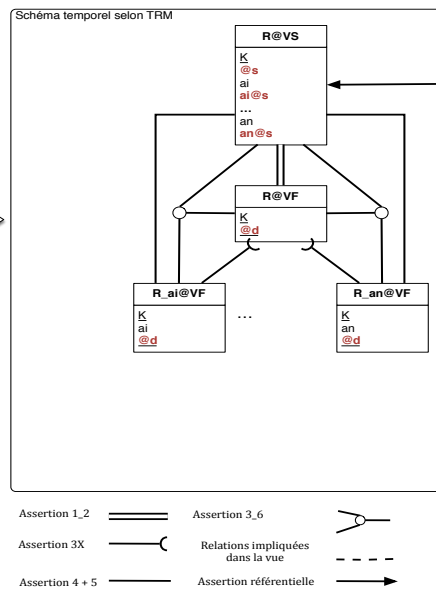 Schéma temporel selon TRM
R@VS
K
@s
ai
ai@s
...
an
an@s
R@VF
K
@d
R_ai@VF
K
ai
@d
...
R_an@VF
K
an
@d
Assertion 1_2
Assertion 3_6
Assertion 3X
Relations impliquées
dans la vue
Assertion 4 + 5
Assertion référentielle